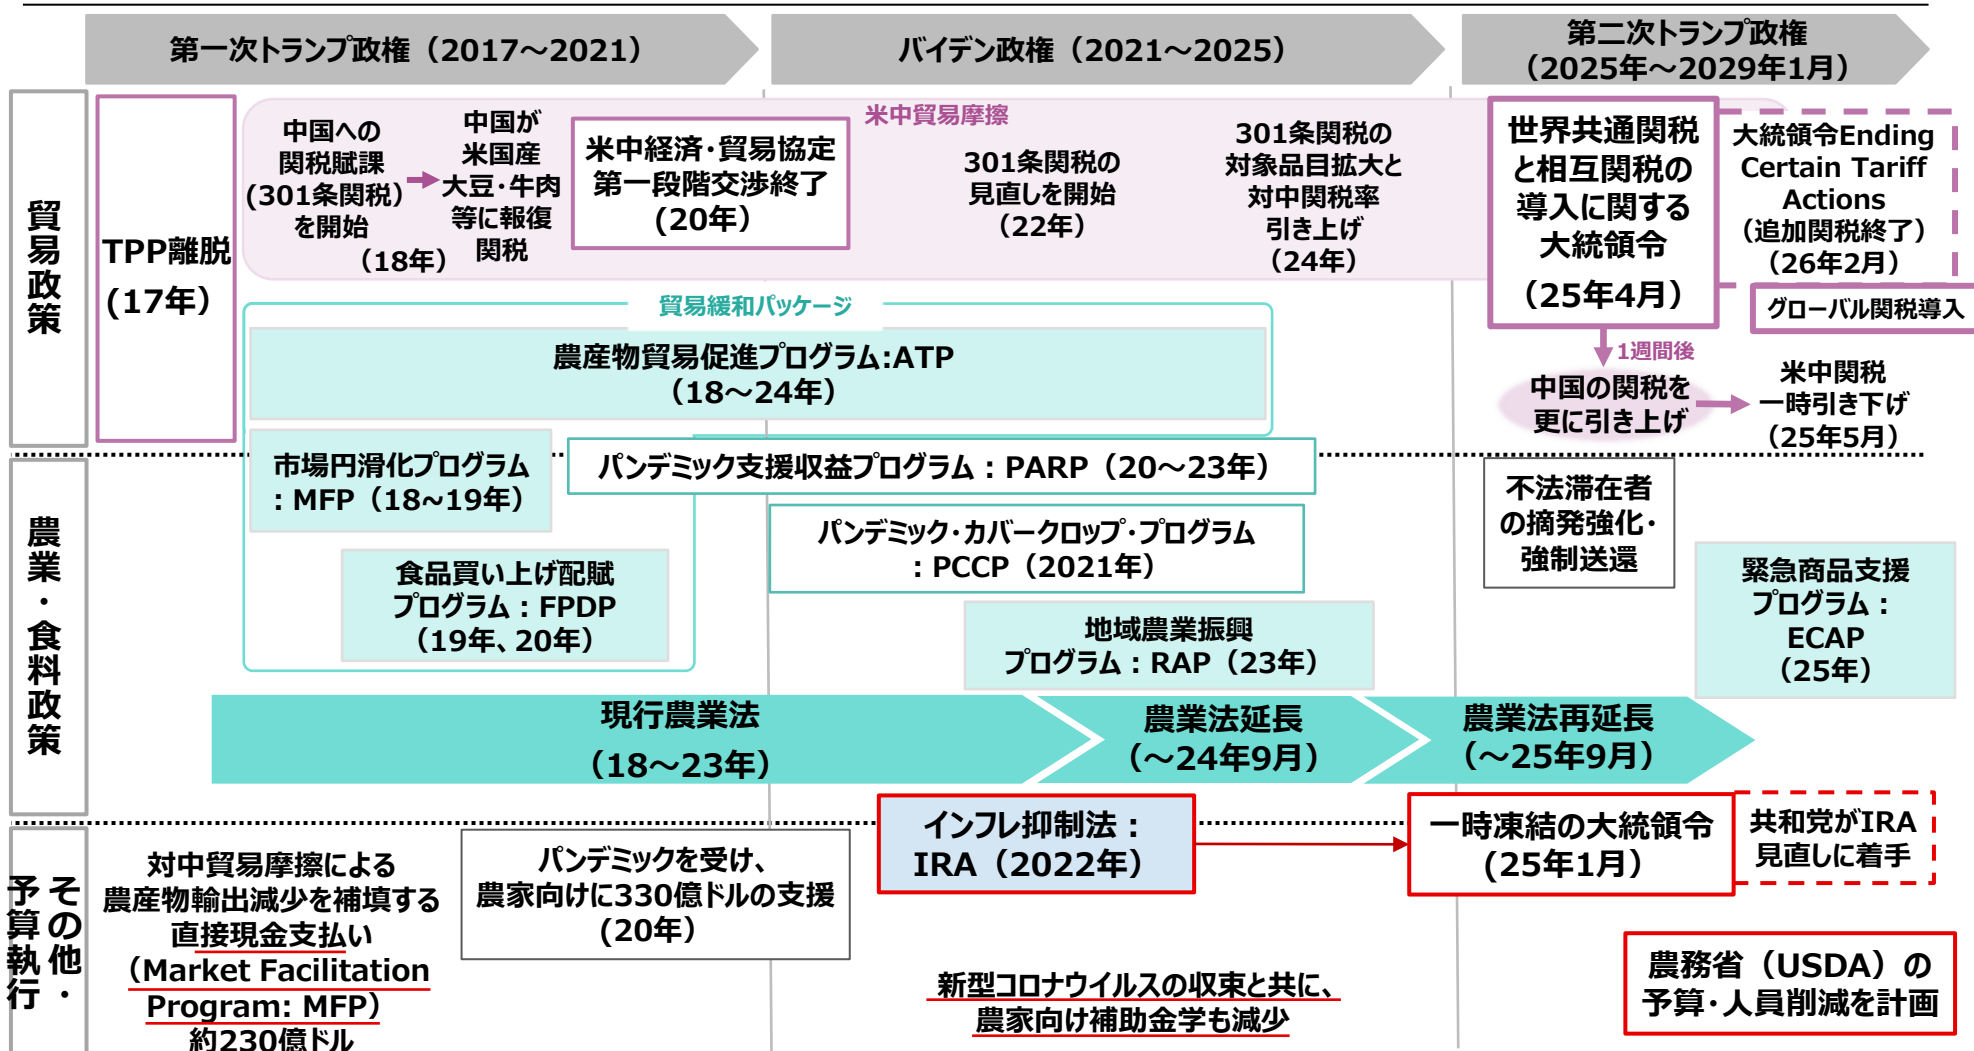 第一次トランプ政権（2017～2021）
バイデン政権（2021～2025）
第二次トランプ政権
（2025年～2029年1月）
貿易政策
TPP離脱
(17年）
米中貿易摩擦
中国への
関税賦課
(301条関税）
を開始
（18年）
中国が
米国産
大豆・牛肉
等に報復
関税
米中経済・貿易協定
第一段階交渉終了
(20年）
301条関税の
見直しを開始
（22年）
301条関税の
対象品目拡大と
対中関税率
引き上げ
（24年）
世界共通関税
と相互関税の
導入に関する
大統領令
（25年4月）
大統領令Ending
Certain Tariff
Actions
（追加関税終了）
（26年2月）
グローバル関税導入
1週間後
中国の関税を
更に引き上げ
米中関税
一時引き下げ
（25年5月）
貿易緩和パッケージ
農産物貿易促進プログラム:ATP
（18～24年）
農業・食料政策
市場円滑化プログラム
：MFP（18~19年）
パンデミック支援収益プログラム：PARP（20～23年）
パンデミック・カバークロップ・プログラム
：PCCP（2021年）
食品買い上げ配賦
プログラム：FPDP
（19年、20年）
地域農業振興
プログラム：RAP（23年）
不法滞在者
の摘発強化・
強制送還
緊急商品支援
プログラム：
ECAP
（25年）
現行農業法
（18～23年）
農業法延長
（～24年9月）
農業法再延長
（～25年9月）
その他・
予算執行
対中貿易摩擦による
農産物輸出減少を補填する
直接現金支払い
（Market Facilitation
Program: MFP）
約230億ドル
パンデミックを受け、
農家向けに330億ドルの支援
(20年）
インフレ抑制法：
IRA（2022年）
一時凍結の大統領令
(25年1月）
共和党がIRA
見直しに着手
新型コロナウイルスの収束と共に、
農家向け補助金学も減少
農務省（USDA）の
予算・人員削減を計画